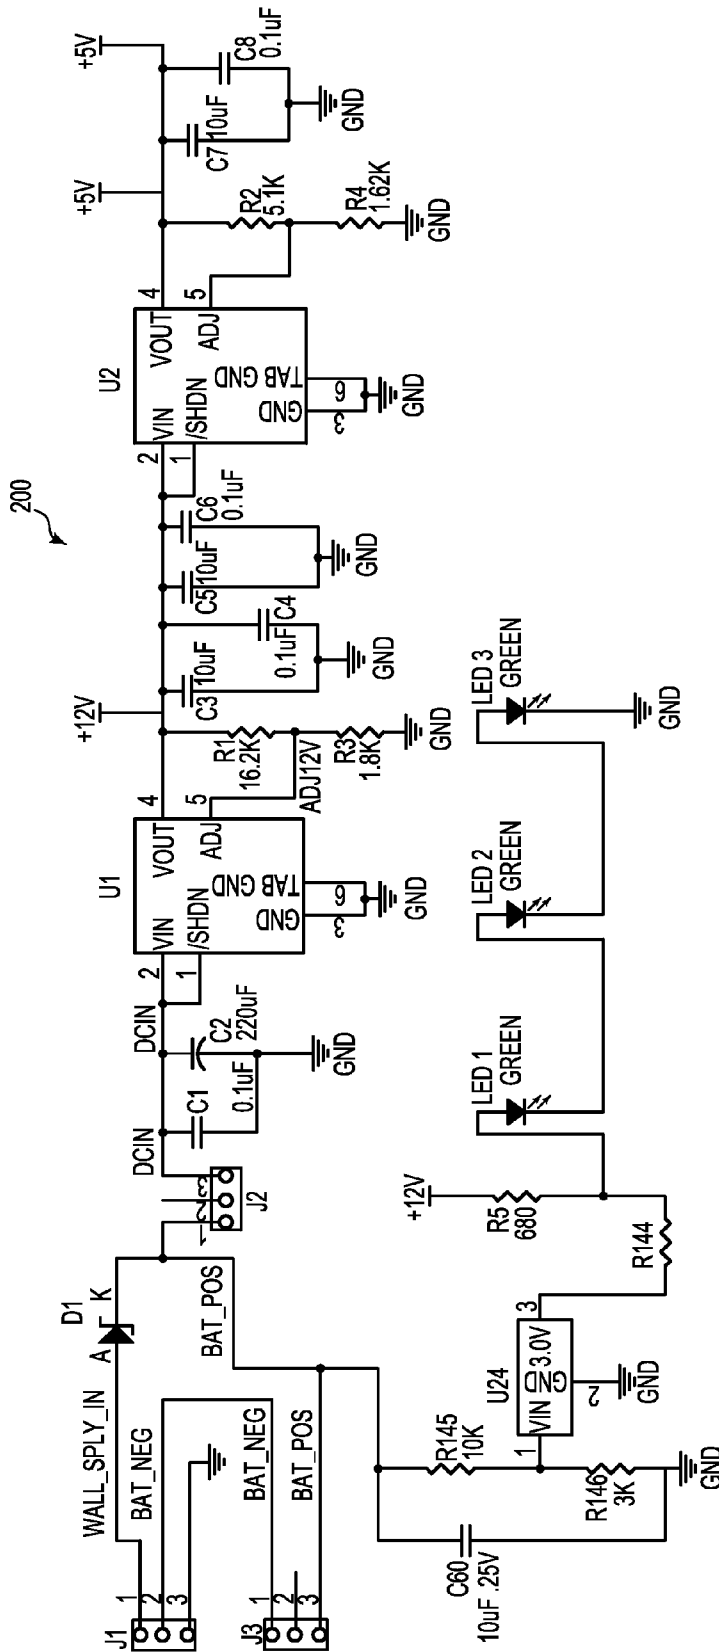 200
J1
1
2
3
WALL_SPLY_IN
BAT_NEG
D1
A
K
J3
1
2
3
BAT_NEG
BAT_POS
BAT_POS
J2
1
2
3
DCIN
DCIN
C1
0.1uF
C2
220uF
GND
U1
2
VIN
1
/SHDN
VOUT
4
ADJ
5
GND
TAB GND
3
6
GND
R1
16.2K
ADJ12V
R3
1.8K
GND
+12V
C3
10uF
C4
0.1uF
GND
C5
10uF
C6
0.1uF
GND
U2
2
VIN
1
/SHDN
VOUT
4
ADJ
5
GND
TAB GND
3
6
GND
R2
5.1K
R4
1.62K
GND
+5V
+5V
C7
10uF
C8
0.1uF
GND
C60
10uF .25V
R145
10K
R146
3K
GND
U24
1
VIN
3.0V
3
GND
2
GND
R144
+12V
R5
680
LED 1
GREEN
LED 2
GREEN
LED 3
GREEN
GND